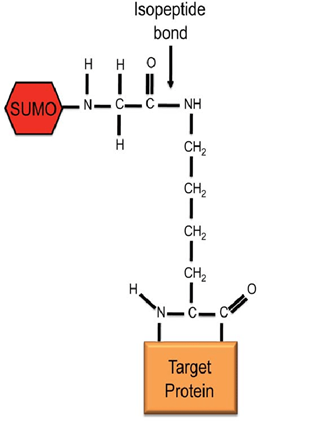 Isopeptide
bond
H H O
SUMO N C C NH
H
CH2
CH2
CH2
CH2
H O
N C C
Target
Protein